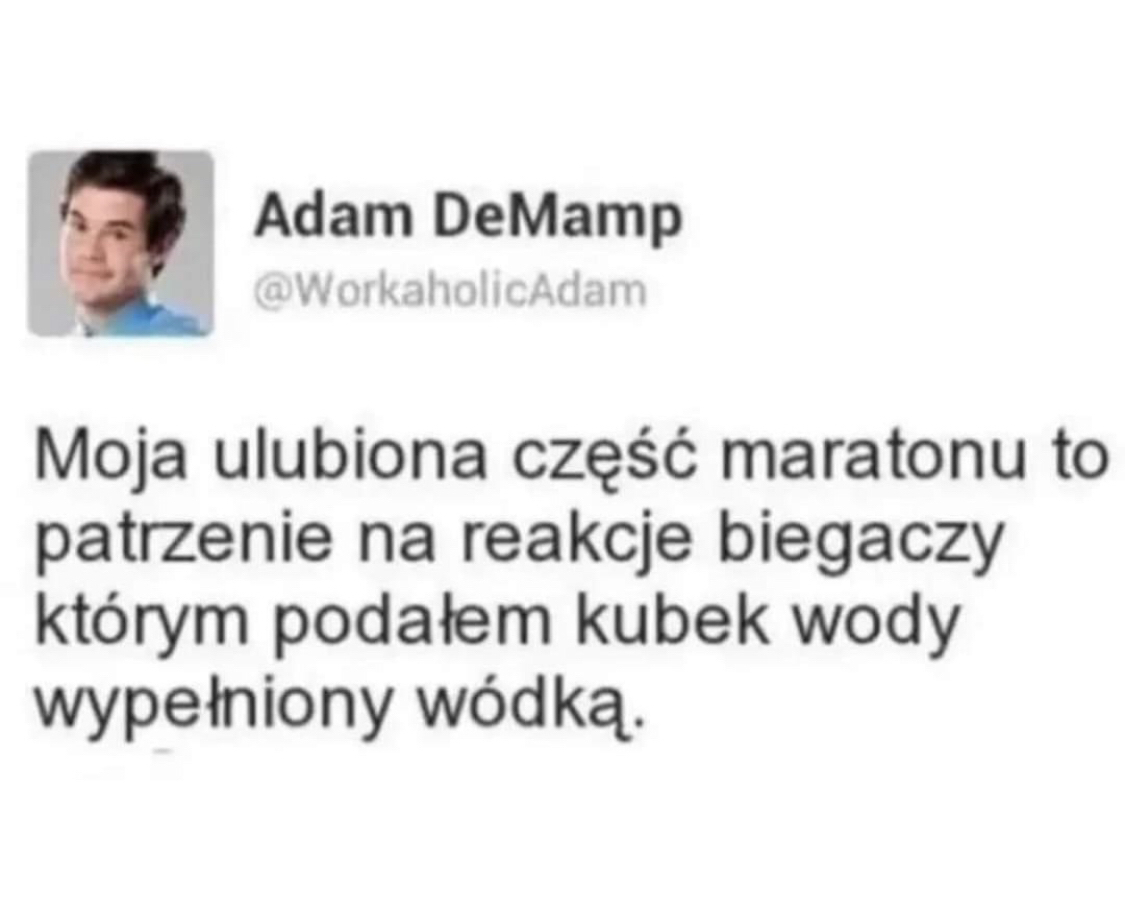 Adam DeMamp
@WorkaholicAdam
Moja ulubiona część maratonu to
patrzenie na reakcje biegaczy
którym podałem kubek wody
wypełniony wódką.